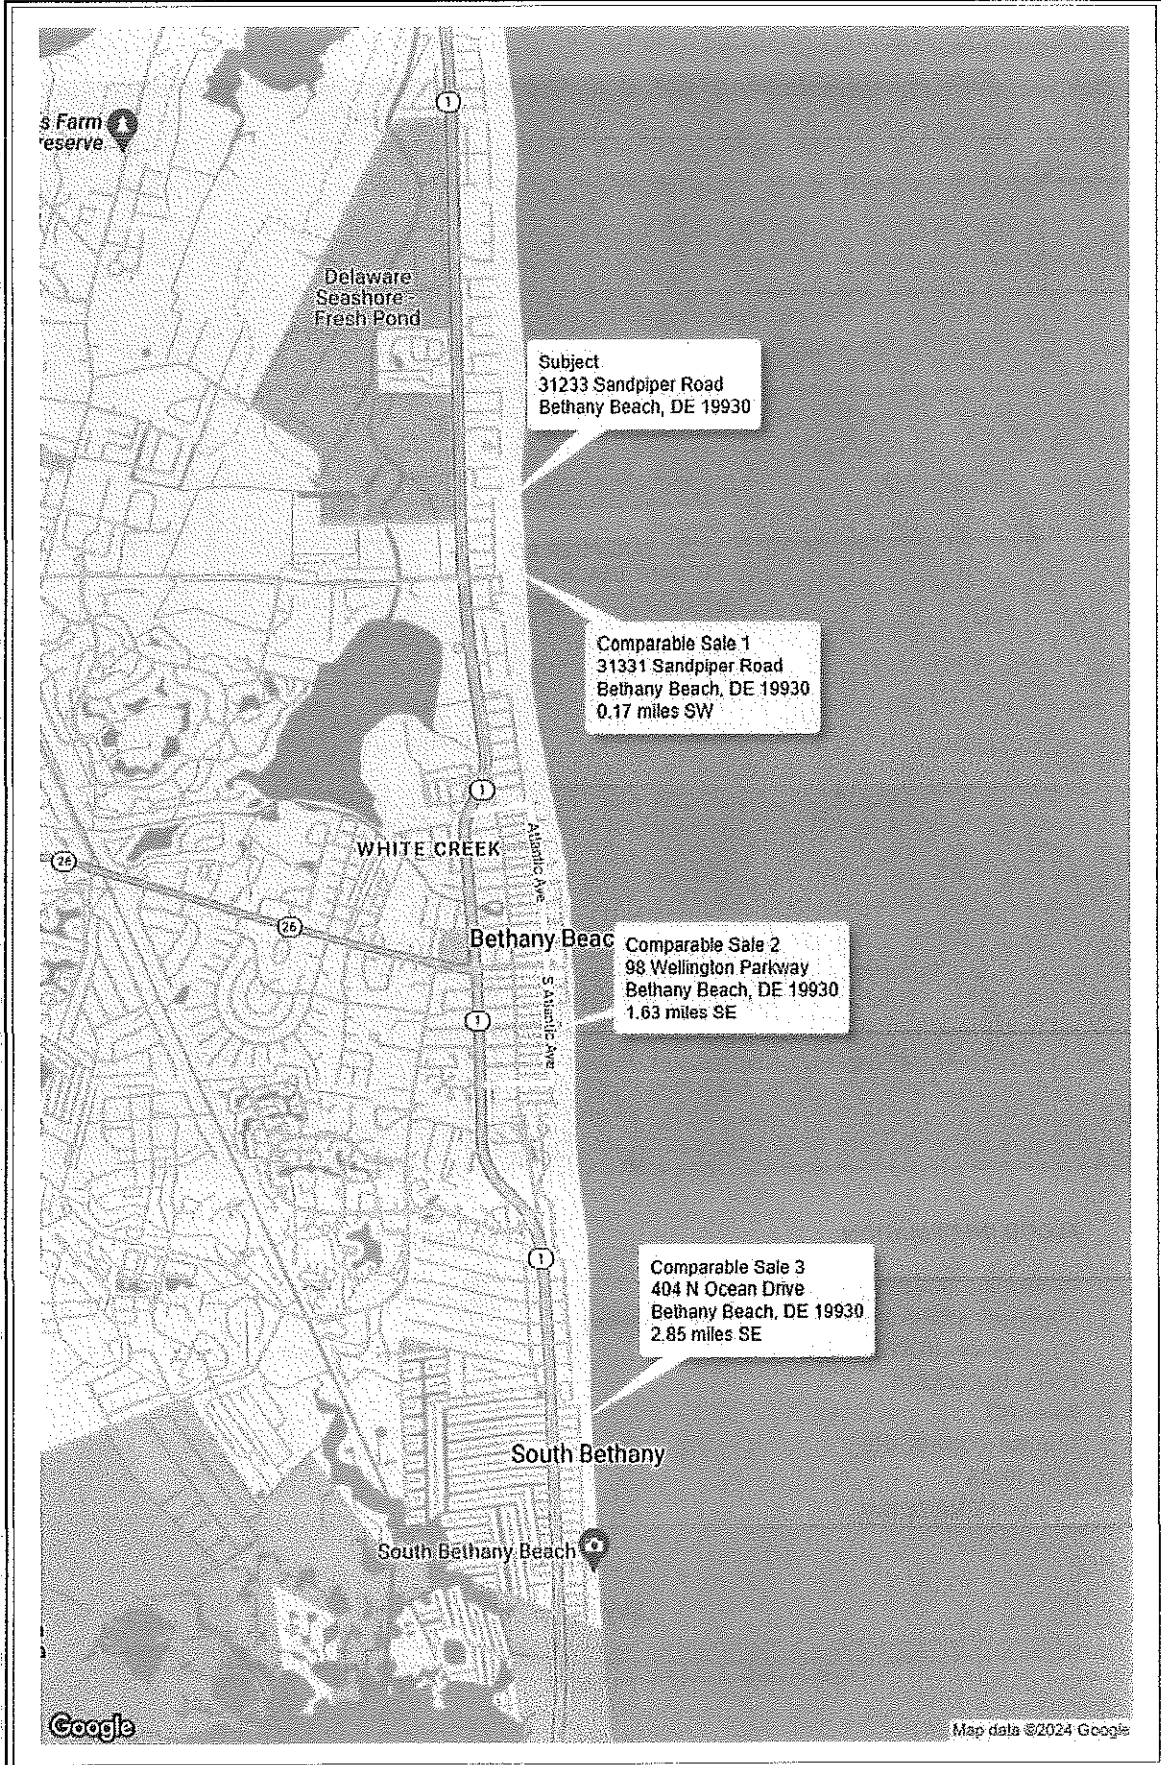 1
s Farm
reserve
Delaware
Seashore -
Fresh Pond
Subject
31233 Sandpiper Road
Bethany Beach, DE 19930
Comparable Sale 1
31331 Sandpiper Road
Bethany Beach, DE 19930
0.17 miles SW
1
Atlantic Ave
WHITE CREEK
26
26
Bethany Beac
Comparable Sale 2
98 Wellington Parkway
Bethany Beach, DE 19930
1.63 miles SE
S Atlantic Ave
1
1
Comparable Sale 3
404 N Ocean Drive
Bethany Beach, DE 19930
2.85 miles SE
South Bethany
South Bethany Beach
Google
Map data ©2024 Google